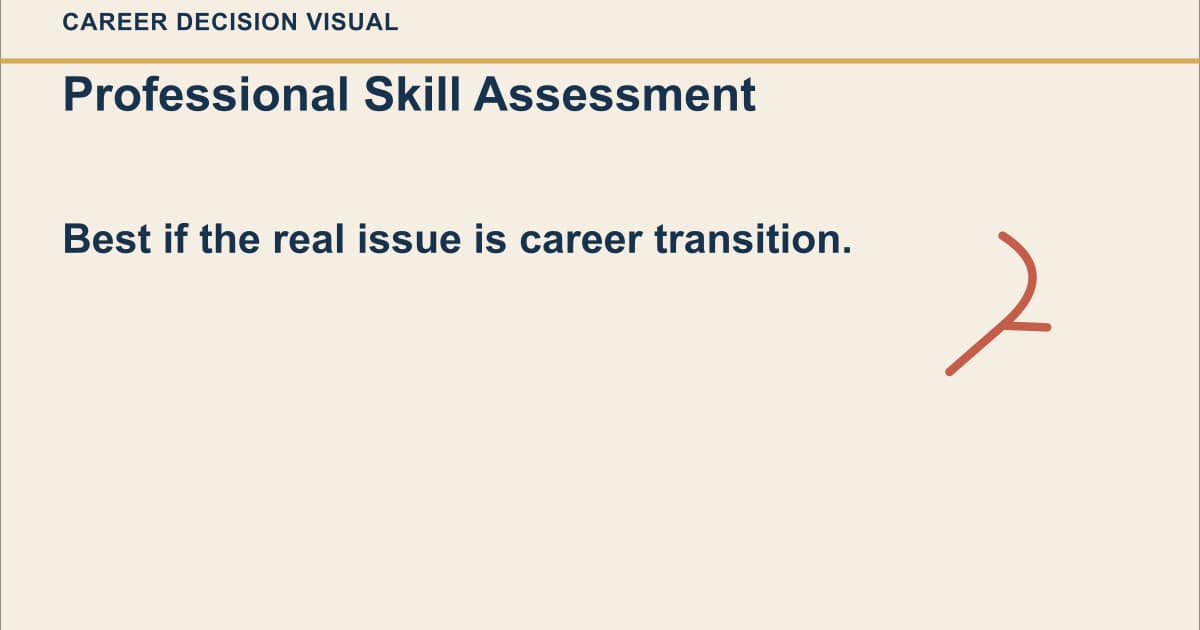 CAREER DECISION VISUAL
Professional Skill Assessment
Best if the real issue is career transition.